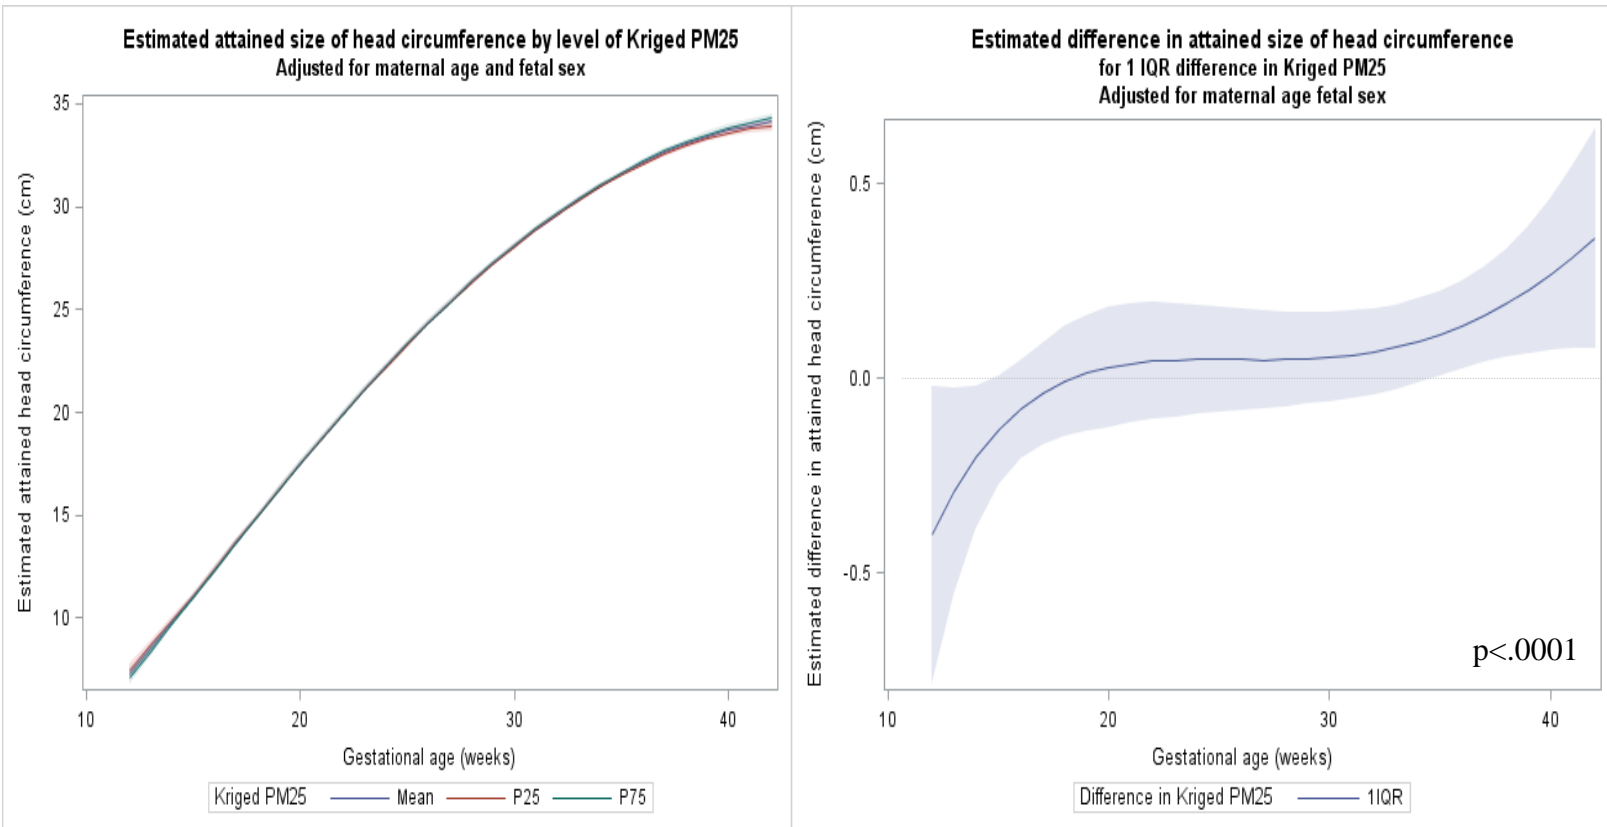 Estimated attained size of head circumference by level of Kriged PM25
Adjusted for maternal age and fetal sex
Estimated attained head circumference (cm)
35
30
25
20
15
10
10 20 30 40
Gestational age (weeks)
Kriged PM25 Mean P25 P75
Estimated difference in attained size of head circumference
for 1 IQR difference in Kriged PM25
Adjusted for maternal age fetal sex
Estimated difference in attained head circumference (cm)
0.5
0.0
-0.5
p<.0001
10 20 30 40
Gestational age (weeks)
Difference in Kriged PM25 1IQR